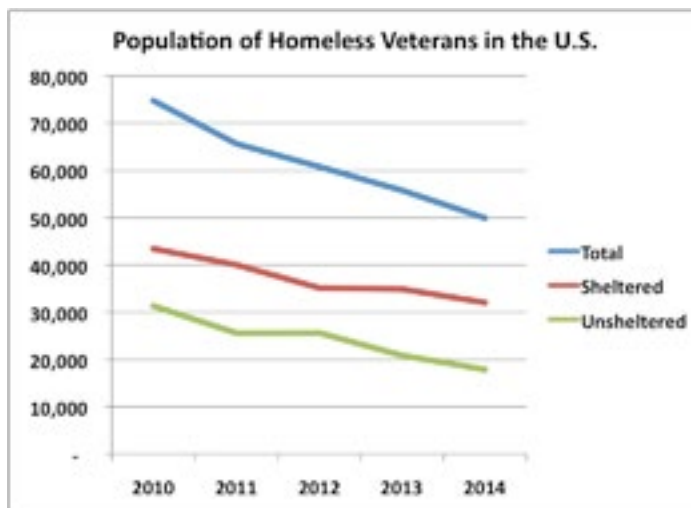 Population of Homeless Veterans in the U.S.
80,000
70,000
60,000
50,000
40,000
30,000
20,000
10,000
-
Total
Sheltered
Unsheltered
2010 2011 2012 2013 2014